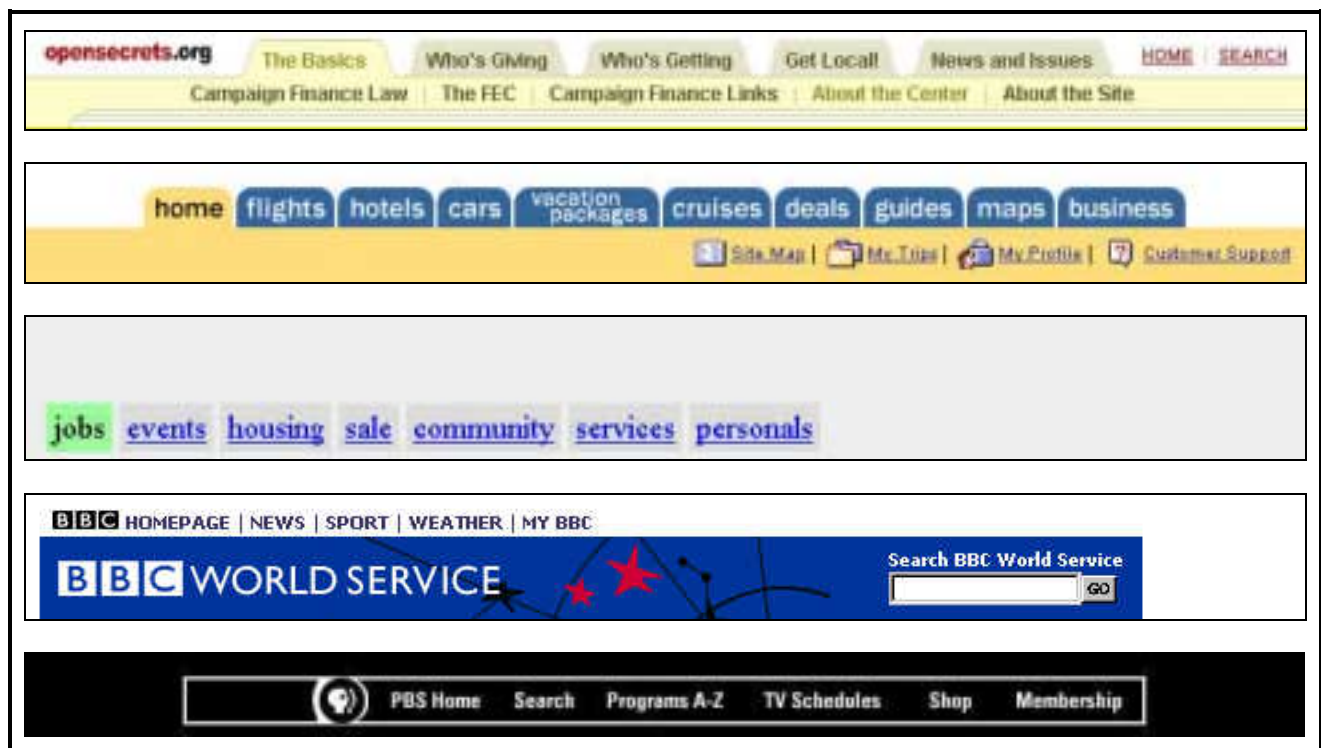 opensecrets.org The Basics Who's Giving Who's Getting Get Local! News and Issues HOME | SEARCH
Campaign Finance Law | The FEC | Campaign Finance Links | About the Center | About the Site
home flights hotels cars vacation packages cruises deals guides maps business
Site Map | My Trips | My Profile | Customer Support
jobs events housing sale community services personals
BBC HOMEPAGE | NEWS | SPORT | WEATHER | MY BBC
BBC WORLD SERVICE Search BBC World Service
GO
PBS Home Search Programs A-Z TV Schedules Shop Membership